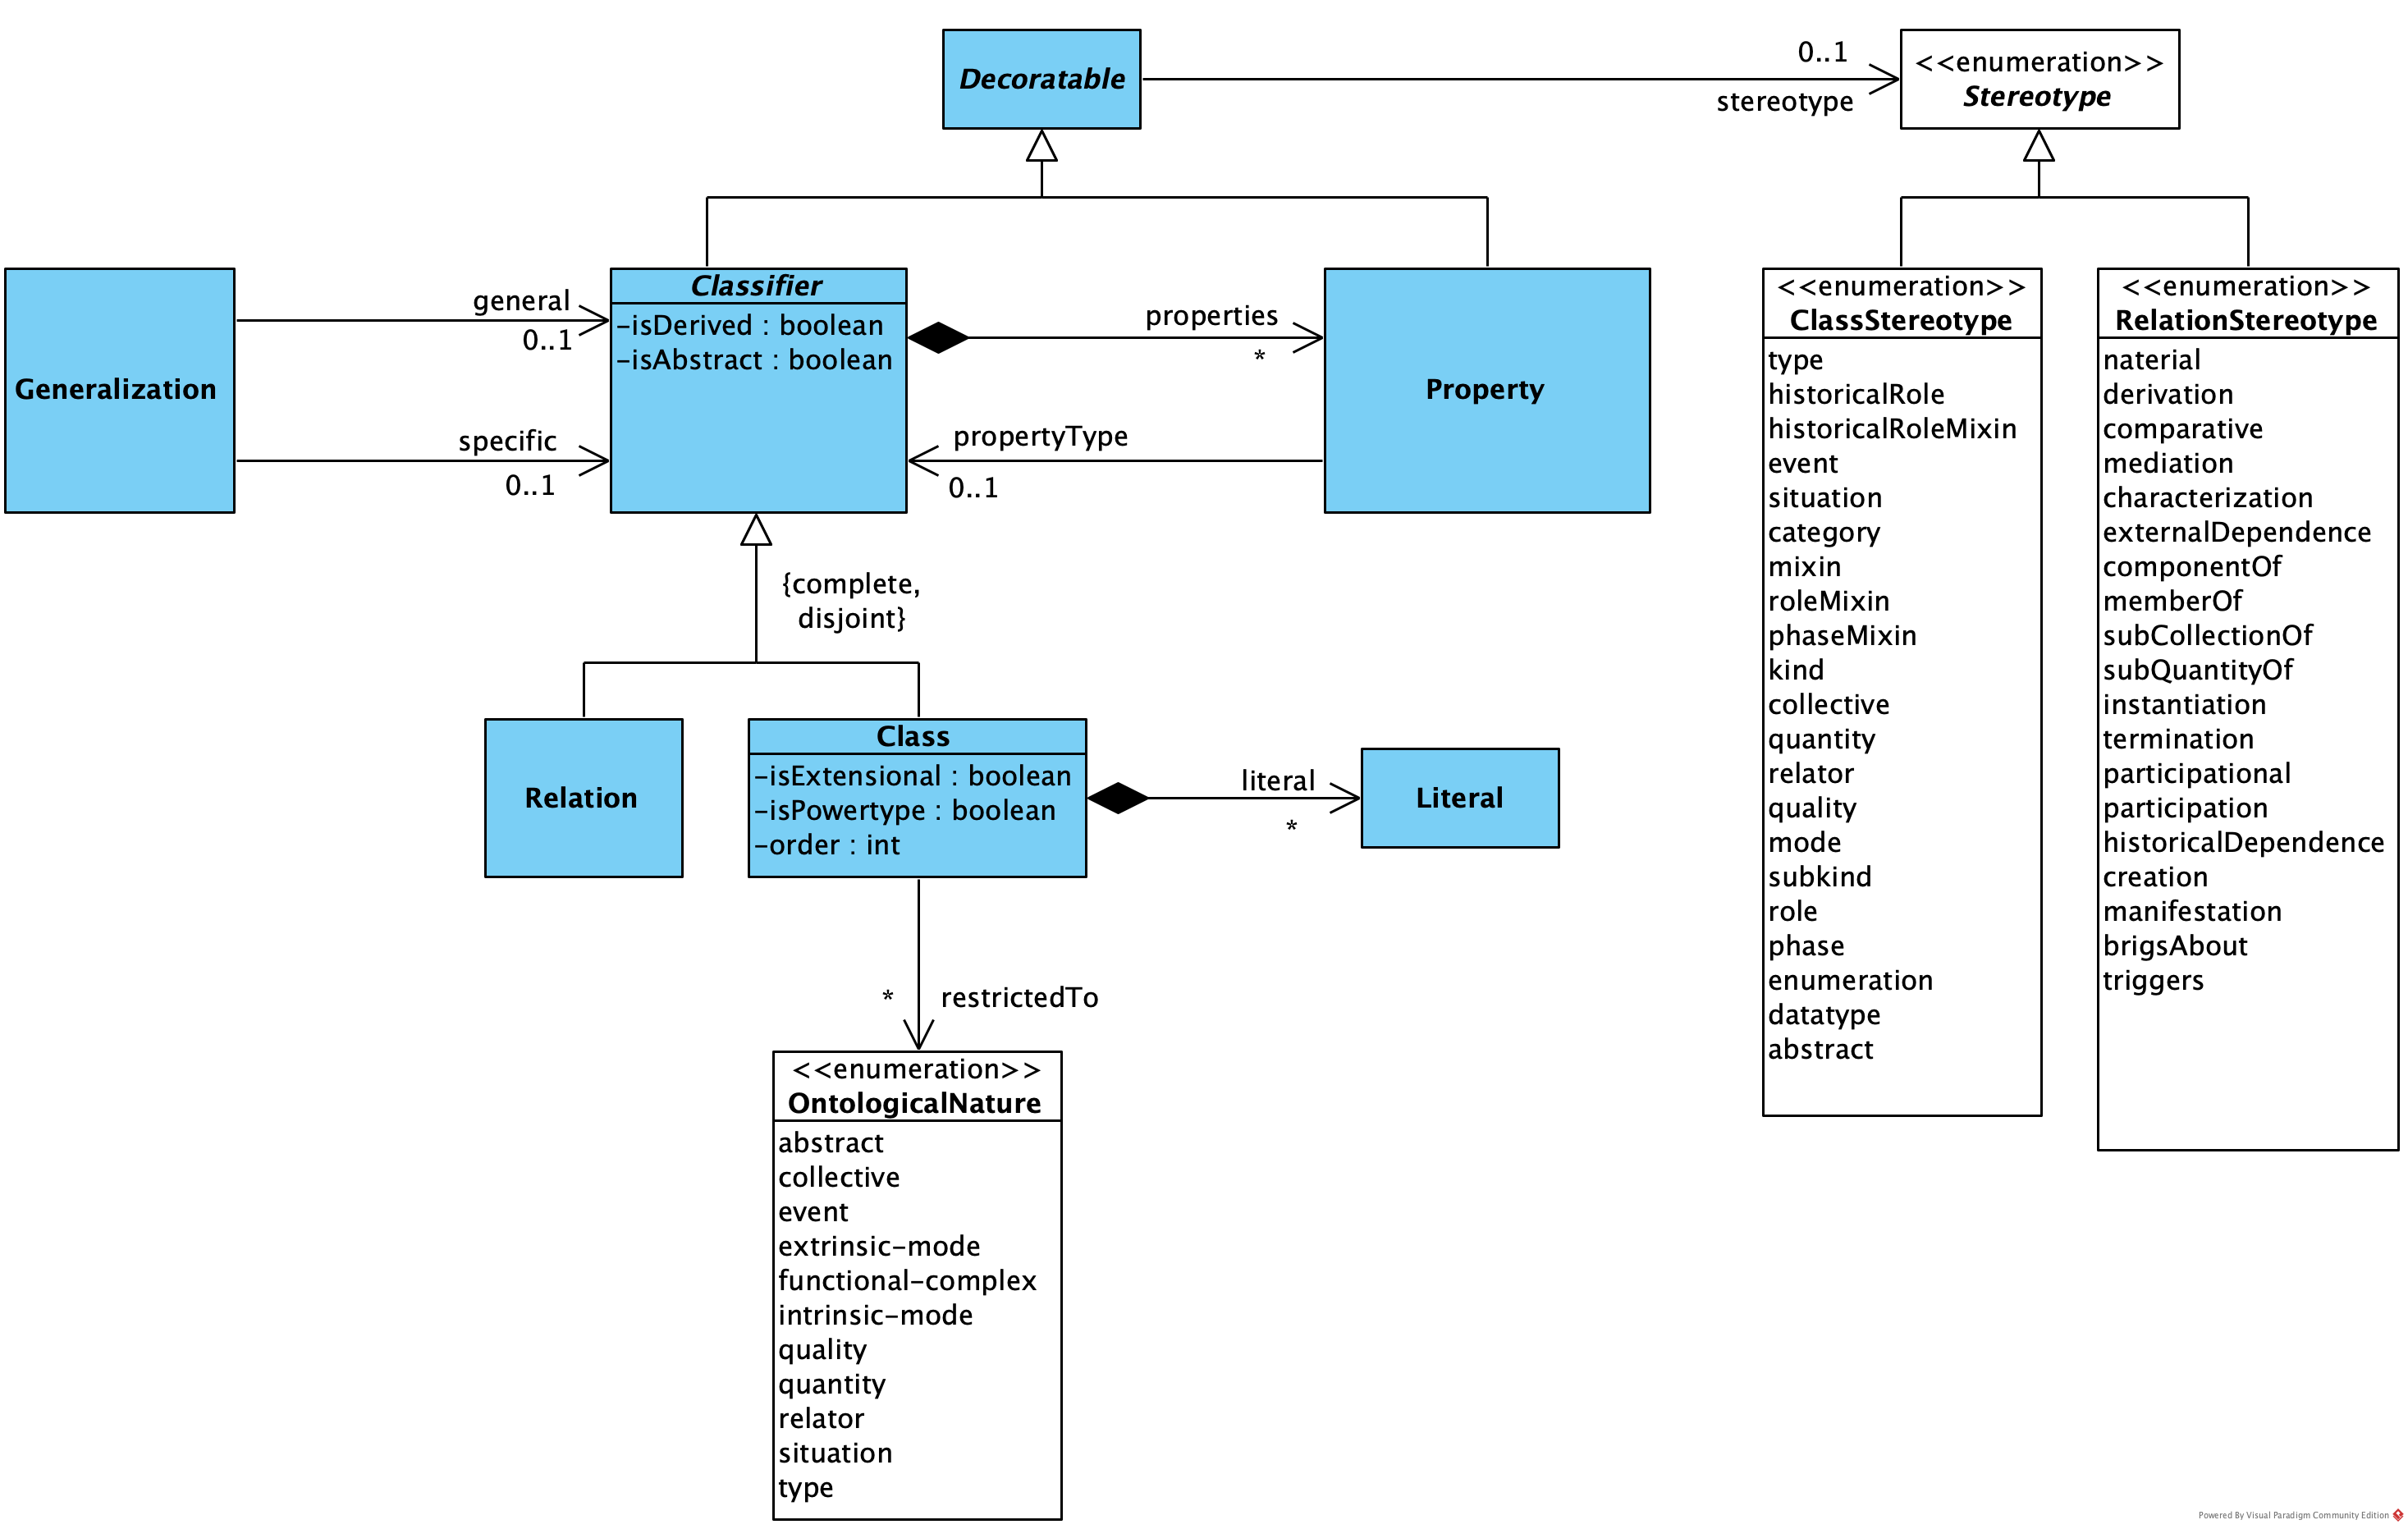 Decoratable
0..1
stereotype
<<enumeration>>
Stereotype
Generalization
general
0..1
specific
0..1
Classifier
-isDerived : boolean
-isAbstract : boolean
properties
*
propertyType
0..1
Property
{complete,
disjoint}
Relation
Class
-isExtensional : boolean
-isPowertype : boolean
-order : int
literal
*
Literal
*
restrictedTo
<<enumeration>>
OntologicalNature
abstract
collective
event
extrinsic-mode
functional-complex
intrinsic-mode
quality
quantity
relator
situation
type
<<enumeration>>
ClassStereotype
type
historicalRole
historicalRoleMixin
event
situation
category
mixin
roleMixin
phaseMixin
kind
collective
quantity
relator
quality
mode
subkind
role
phase
enumeration
datatype
abstract
<<enumeration>>
RelationStereotype
naterial
derivation
comparative
mediation
characterization
externalDependence
componentOf
memberOf
subCollectionOf
subQuantityOf
instantiation
termination
participational
participation
historicalDependence
creation
manifestation
brigsAbout
triggers
Powered By Visual Paradigm Community Edition